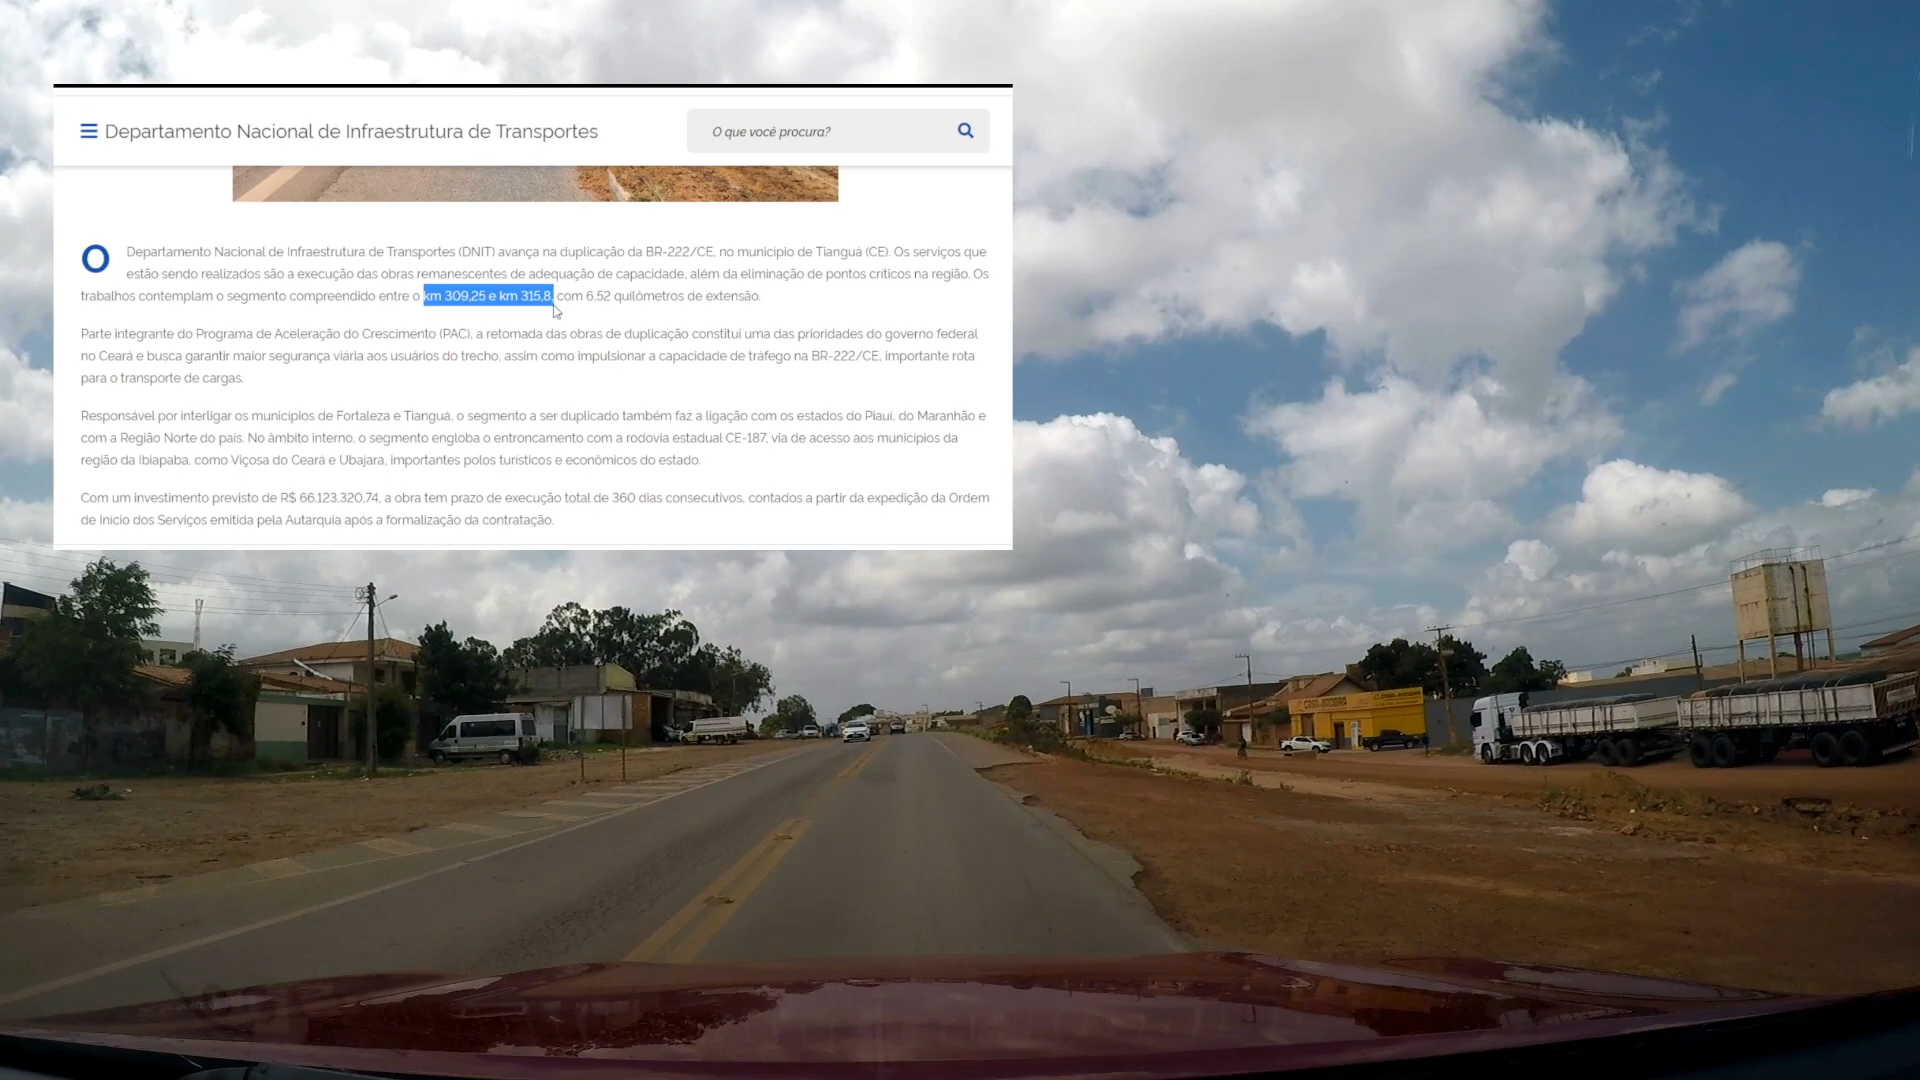 Departamento Nacional de Infraestrutura de Transportes
O que você procura?
O Departamento Nacional de Infraestrutura de Transportes (DNIT) avança na duplicação da BR-222/CE, no município de Tianguá (CE). Os serviços que
estão sendo realizados são a execução das obras remanescentes de adequação de capacidade, além da eliminação de pontos críticos na região. Os
trabalhos contemplam o segmento compreendido entre o km 309,25 e km 315,8, com 6.52 quilômetros de extensão.
Parte integrante do Programa de Aceleração do Crescimento (PAC), a retomada das obras de duplicação constitui uma das prioridades do governo federal
no Ceará e busca garantir maior segurança viária aos usuários do trecho, assim como impulsionar a capacidade de tráfego na BR-222/CE, importante rota
para o transporte de cargas.
Responsável por interligar os municípios de Fortaleza e Tianguá, o segmento a ser duplicado também faz a ligação com os estados do Piauí, do Maranhão e
com a Região Norte do país. No âmbito interno, o segmento engloba o entroncamento com a rodovia estadual CE-187, via de acesso aos municípios da
região da Ibiapaba, como Viçosa do Ceará e Ubajara, importantes polos turísticos e econômicos do estado.
Com um investimento previsto de R$ 66.123.320,74, a obra tem prazo de execução total de 360 dias consecutivos, contados a partir da expedição da Ordem
de Início dos Serviços emitida pela Autarquia após a formalização da contratação.